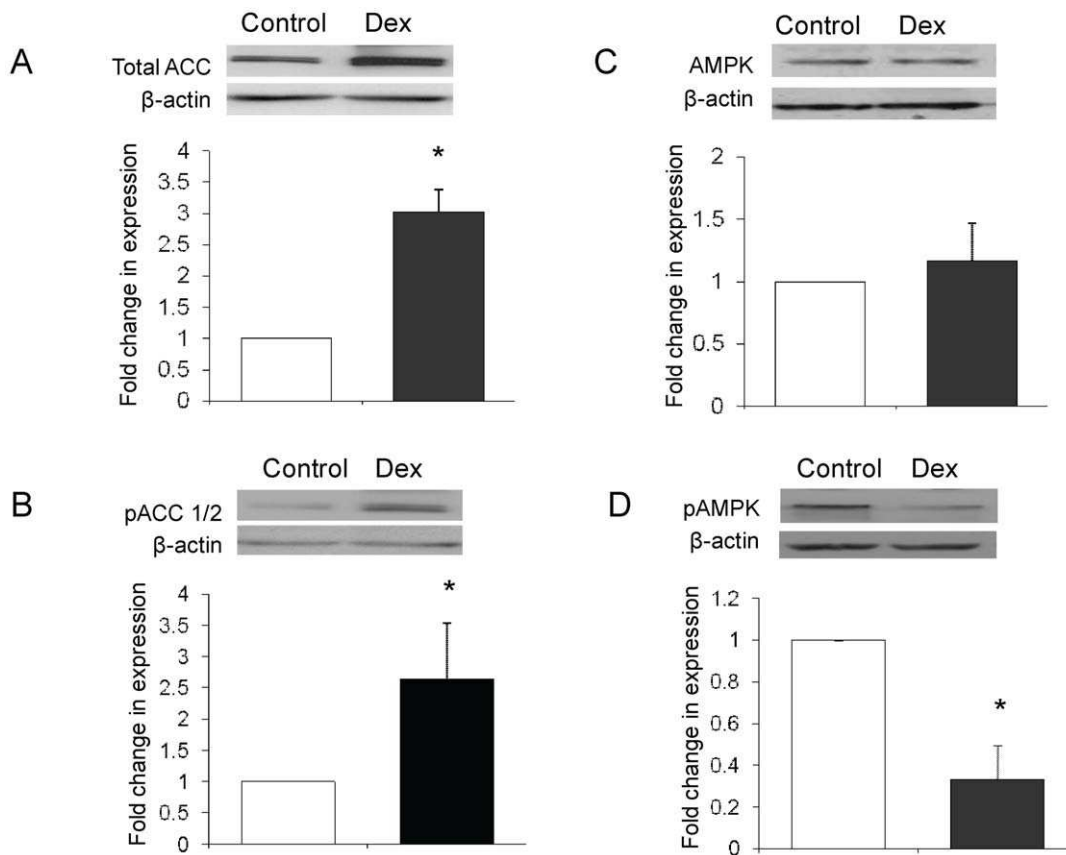 A
Control Dex
Total ACC
β-actin
Fold change in expression
4
3.5
3
2.5
2
1.5
1
0.5
0
*
B
Control Dex
pACC 1/2
β-actin
Fold change in expression
4
3.5
3
2.5
2
1.5
1
0.5
0
*
C
Control Dex
AMPK
β-actin
Fold change in expression
2
1.5
1
0.5
0
D
Control Dex
pAMPK
β-actin
Fold change in expression
1.2
1
0.8
0.6
0.4
0.2
0
*